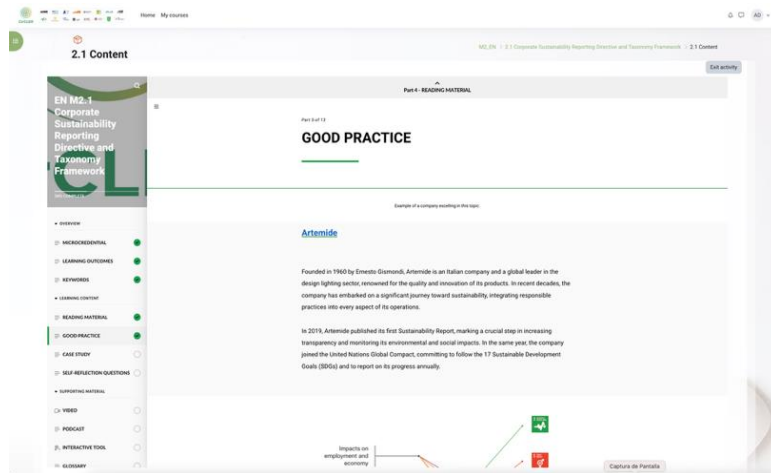 Home My courses
AD
2.1 Content
M2_EN / 2.1 Corporate Sustainability Reporting Directive and Taxonomy Framework / 2.1 Content
Exit activity
EN M2.1
Corporate
Sustainability
Reporting
Directive and
Taxonomy
Framework
OVERVIEW
MICROCREDENTIAL
LEARNING OUTCOMES
KEYWORDS
LEARNING CONTENT
READING MATERIAL
GOOD PRACTICE
CASE STUDY
SELF-REFLECTION QUESTIONS
SUPPORTING MATERIAL
VIDEO
PODCAST
INTERACTIVE TOOL
GLOSSARY
Part 4 - READING MATERIAL
Part 5 of 13
GOOD PRACTICE
Example of a company excelling in this topic
Artemide
Founded in 1960 by Ernesto Gismondi, Artemide is an Italian company and a global leader in the
design lighting sector, renowned for the quality and innovation of its products. In recent decades, the
company has embarked on a significant journey toward sustainability, integrating responsible
practices into every aspect of its operations.
In 2019, Artemide published its first Sustainability Report, marking a crucial step in increasing
transparency and monitoring its environmental and social impacts. In the same year, the company
joined the United Nations Global Compact, committing to follow the 17 Sustainable Development
Goals (SDGs) and to report on its progress annually.
Impacts on
employment and
economy
Captura de Pantalla